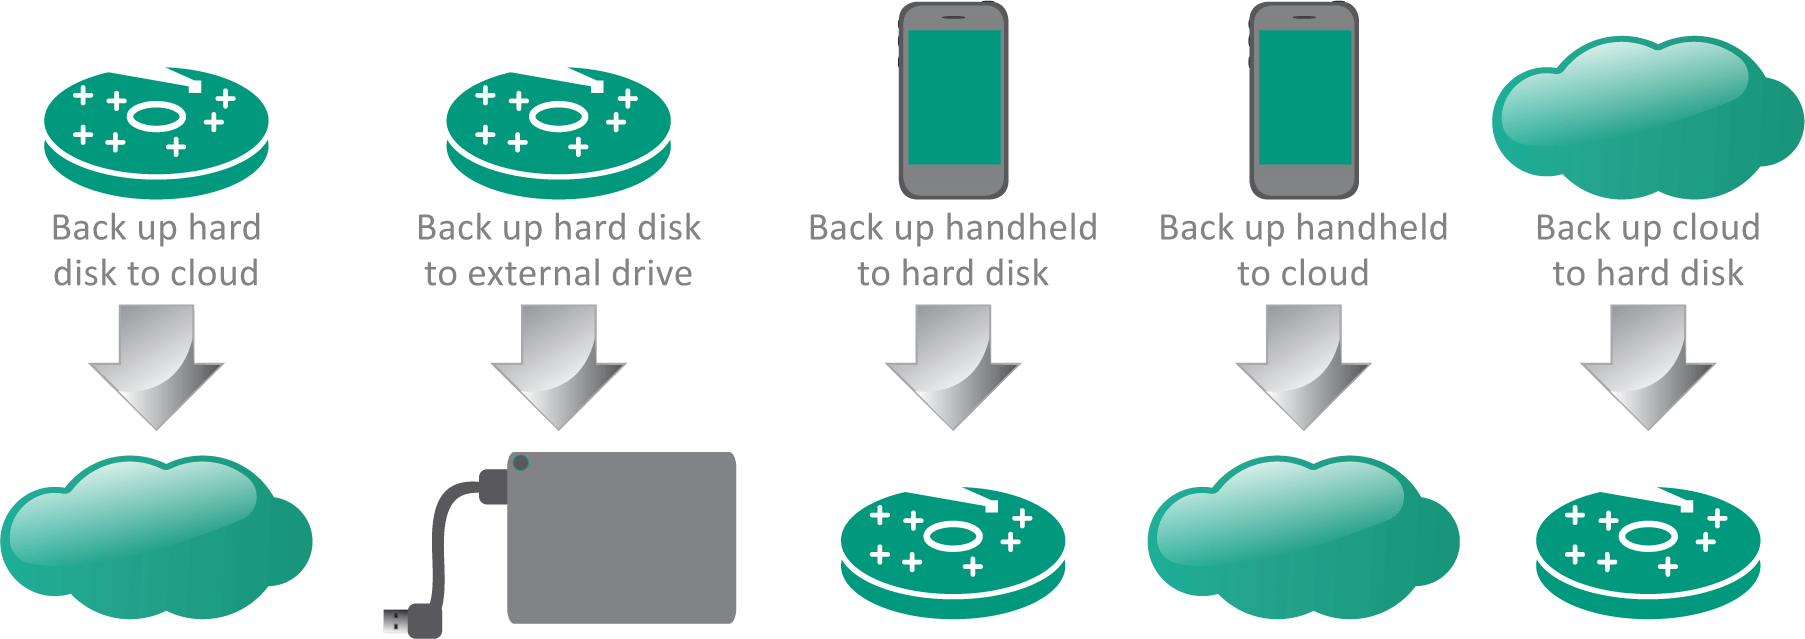 Back up hard
disk to cloud
Back up hard disk
to external drive
Back up handheld
to hard disk
Back up handheld
to cloud
Back up cloud
to hard disk